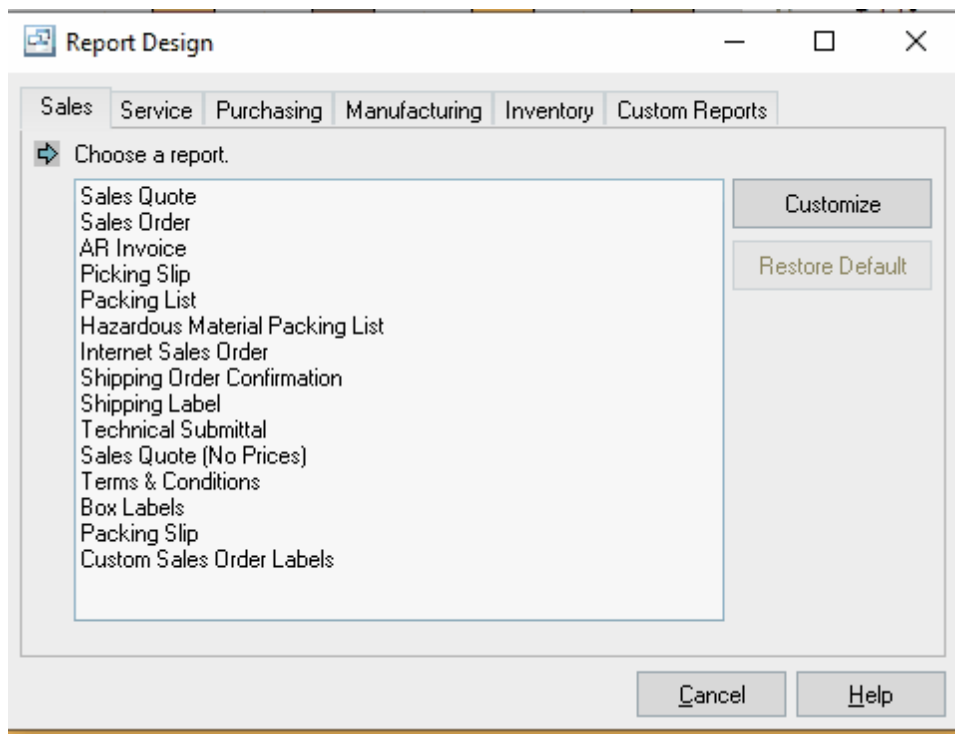 Report Design
Sales Service Purchasing Manufacturing Inventory Custom Reports
Choose a report.
Sales Quote
Customize
Sales Order
AR Invoice
Picking Slip
Restore Default
Packing List
Hazardous Material Packing List
Internet Sales Order
Shipping Order Confirmation
Shipping Label
Technical Submittal
Sales Quote (No Prices)
Terms & Conditions
Box Labels
Packing Slip
Custom Sales Order Labels
Cancel Help